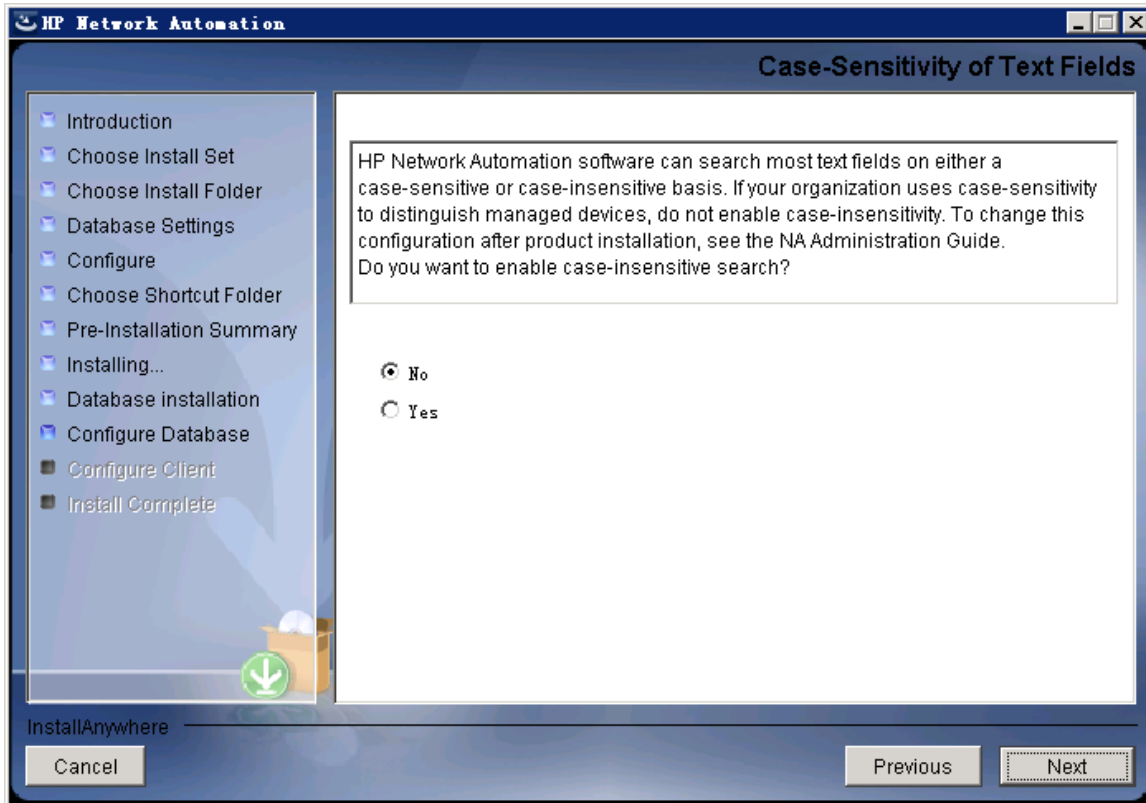 HP Network Automation
Case-Sensitivity of Text Fields
Introduction
Choose Install Set
Choose Install Folder
Database Settings
Configure
Choose Shortcut Folder
Pre-Installation Summary
Installing...
Database installation
Configure Database
Configure Client
Install Complete
HP Network Automation software can search most text fields on either a
case-sensitive or case-insensitive basis. If your organization uses case-sensitivity
to distinguish managed devices, do not enable case-insensitivity. To change this
configuration after product installation, see the NA Administration Guide.
Do you want to enable case-insensitive search?
No
Yes
InstallAnywhere
Cancel
Previous
Next